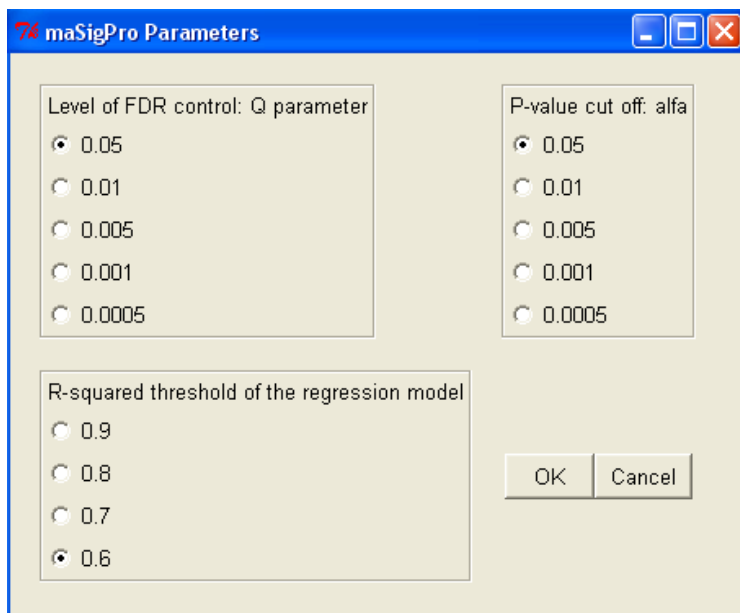 maSigPro Parameters
Level of FDR control: Q parameter
0.05
0.01
0.005
0.001
0.0005
P-value cut off: alfa
0.05
0.01
0.005
0.001
0.0005
R-squared threshold of the regression model
0.9
0.8
0.7
0.6
OK
Cancel